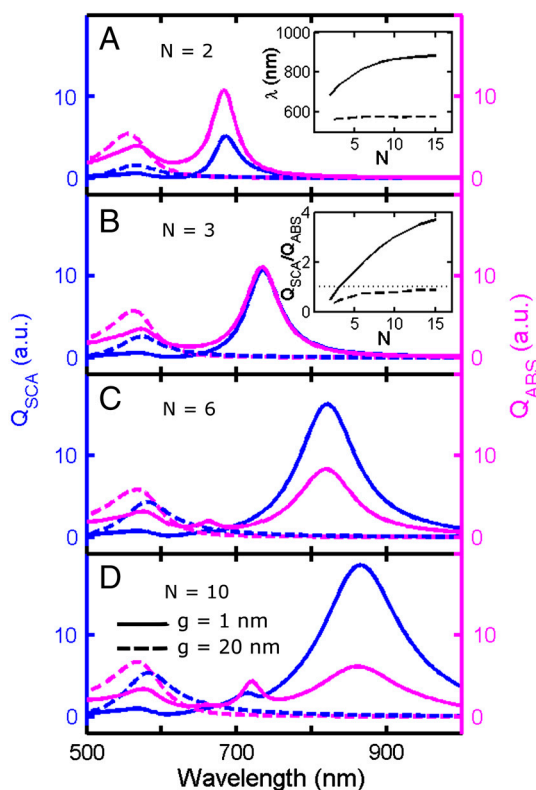 A
N = 2
1000
800
600
λ (nm)
5
10
15
N
10
0
10
0
B
N = 3
4
2
0
Q_SCA/Q_ABS
5
10
15
N
10
0
10
0
Q_SCA (a.u.)
Q_ABS (a.u.)
C
N = 6
10
0
10
0
D
N = 10
g = 1 nm
g = 20 nm
10
0
10
0
500
700
900
Wavelength (nm)